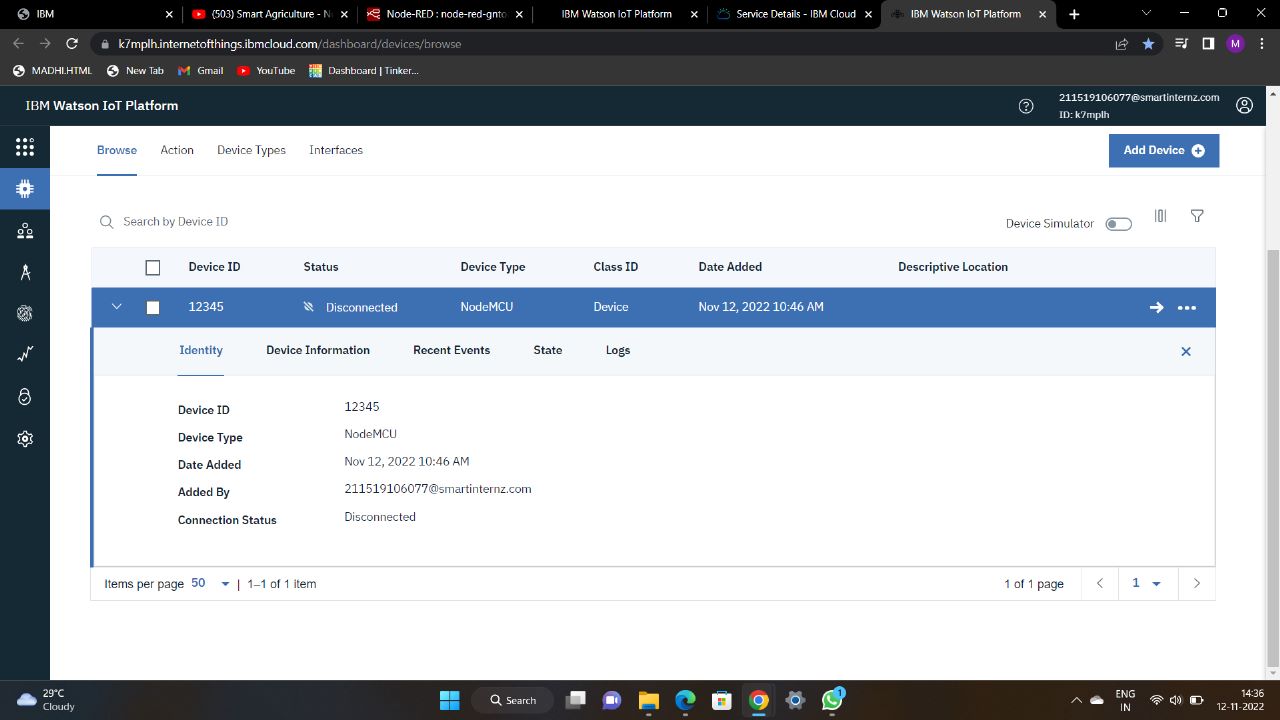 IBM
(503) Smart Agriculture - N
Node-RED : node-red-gnto
IBM Watson IoT Platform
Service Details - IBM Cloud
IBM Watson IoT Platform
k7mplh.internetofthings.ibmcloud.com/dashboard/devices/browse
M
MADHI.HTML
New Tab
Gmail
YouTube
Dashboard | Tinker...
IBM Watson IoT Platform
211519106077@smartinternz.com
ID: k7mplh
Browse Action Device Types Interfaces
Add Device
Search by Device ID
Device Simulator
Device ID Status Device Type Class ID Date Added Descriptive Location
12345 Disconnected NodeMCU Device Nov 12, 2022 10:46 AM
Identity Device Information Recent Events State Logs
Device ID 12345
Device Type NodeMCU
Date Added Nov 12, 2022 10:46 AM
Added By 211519106077@smartinternz.com
Connection Status Disconnected
Items per page 50 | 1–1 of 1 item
1 of 1 page
1
29°C
Cloudy
Search
1
ENG
IN
14:36
12-11-2022